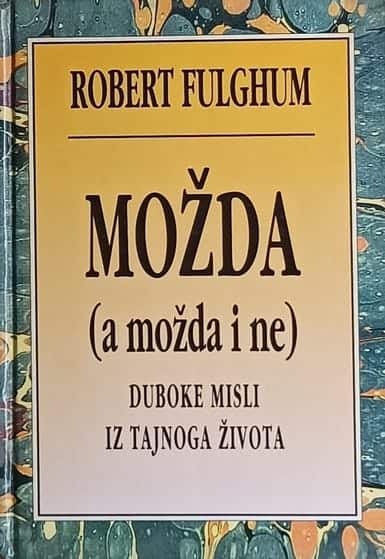 ROBERT FULGHUM
MOŽDA
(a možda i ne)
DUBOKE MISLI
IZ TAJNOGA ŽIVOTA